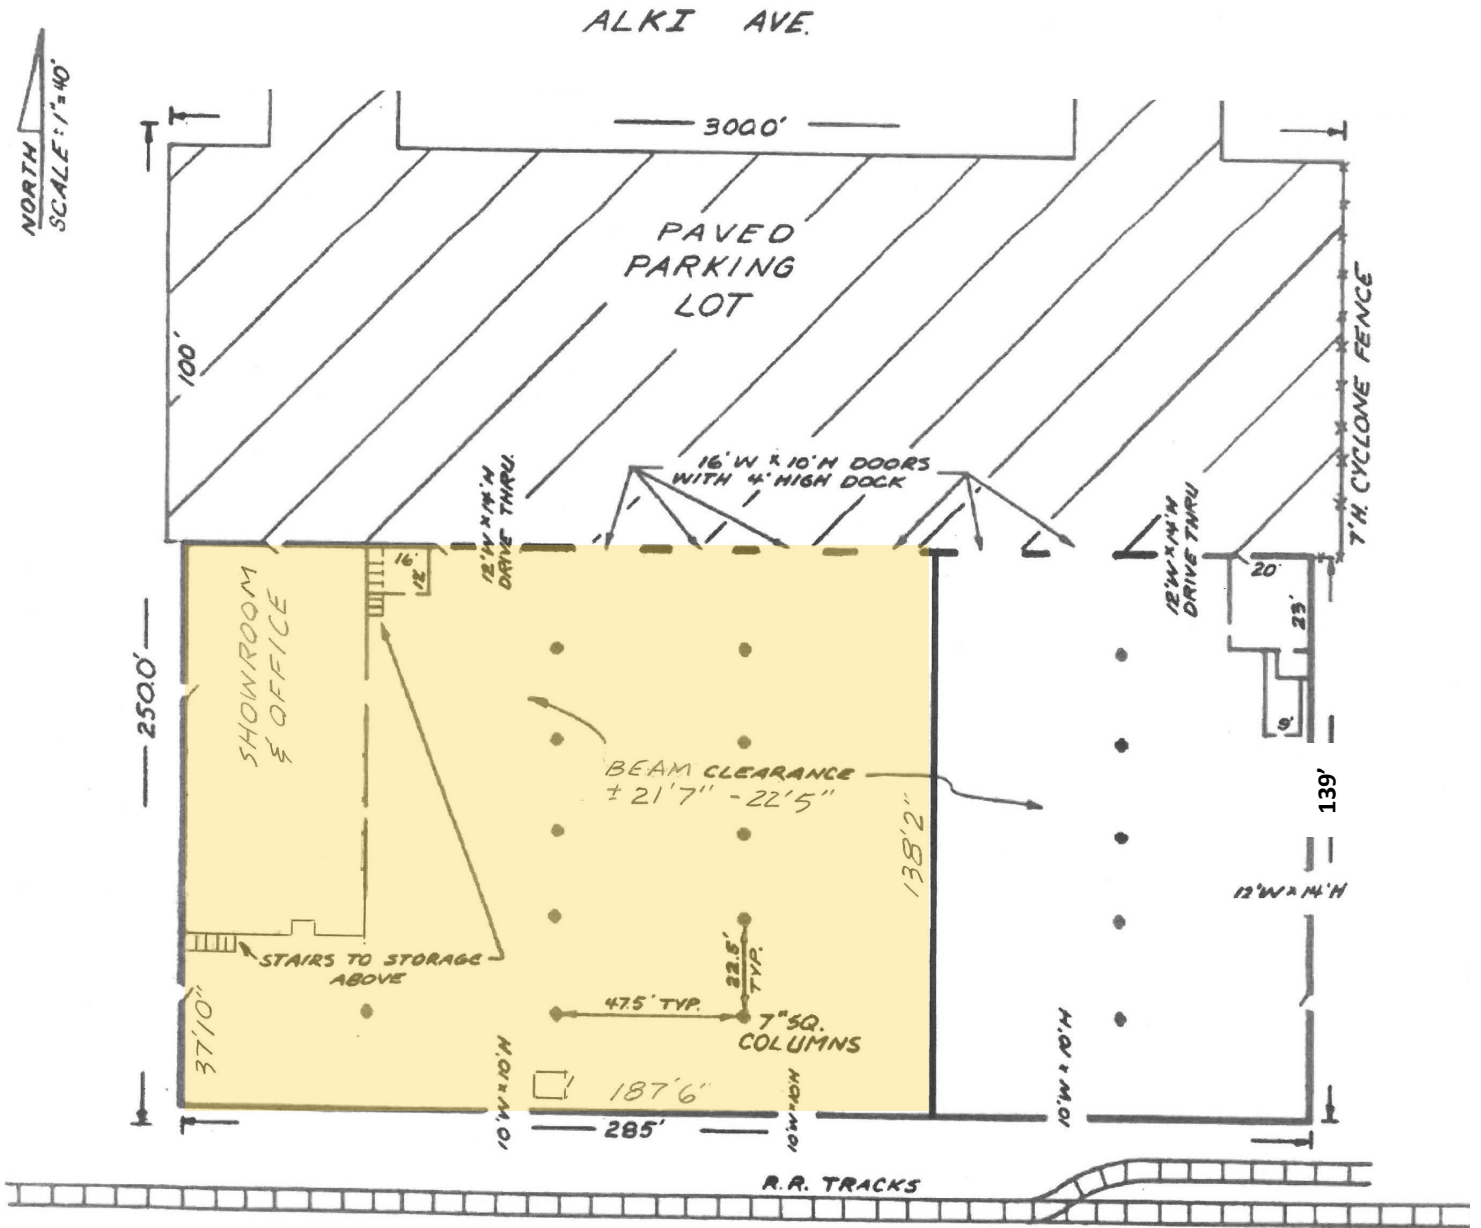 ALKI AVE.
NORTH
SCALE: 1"=40'
300.0'
PAVED
PARKING
LOT
100'
7' H. CYCLONE FENCE
16' W x 10' H DOORS
WITH 4' HIGH DOCK
12' W x 14' H
DRIVE THRU.
12' W x 14' H
DRIVE THRU
16'
12'
20'
23'
9'
SHOWROOM
& OFFICE
250.0'
BEAM CLEARANCE
± 21'7" - 22'5"
138'2"
139'
12' W x 14' H
STAIRS TO STORAGE
ABOVE
22.5'
TYP.
47.5' TYP.
7" SQ.
COLUMNS
37'10"
187'6"
10' W x 10' H
10' W x 10' H
10' W x 10' H
285'
R.R. TRACKS